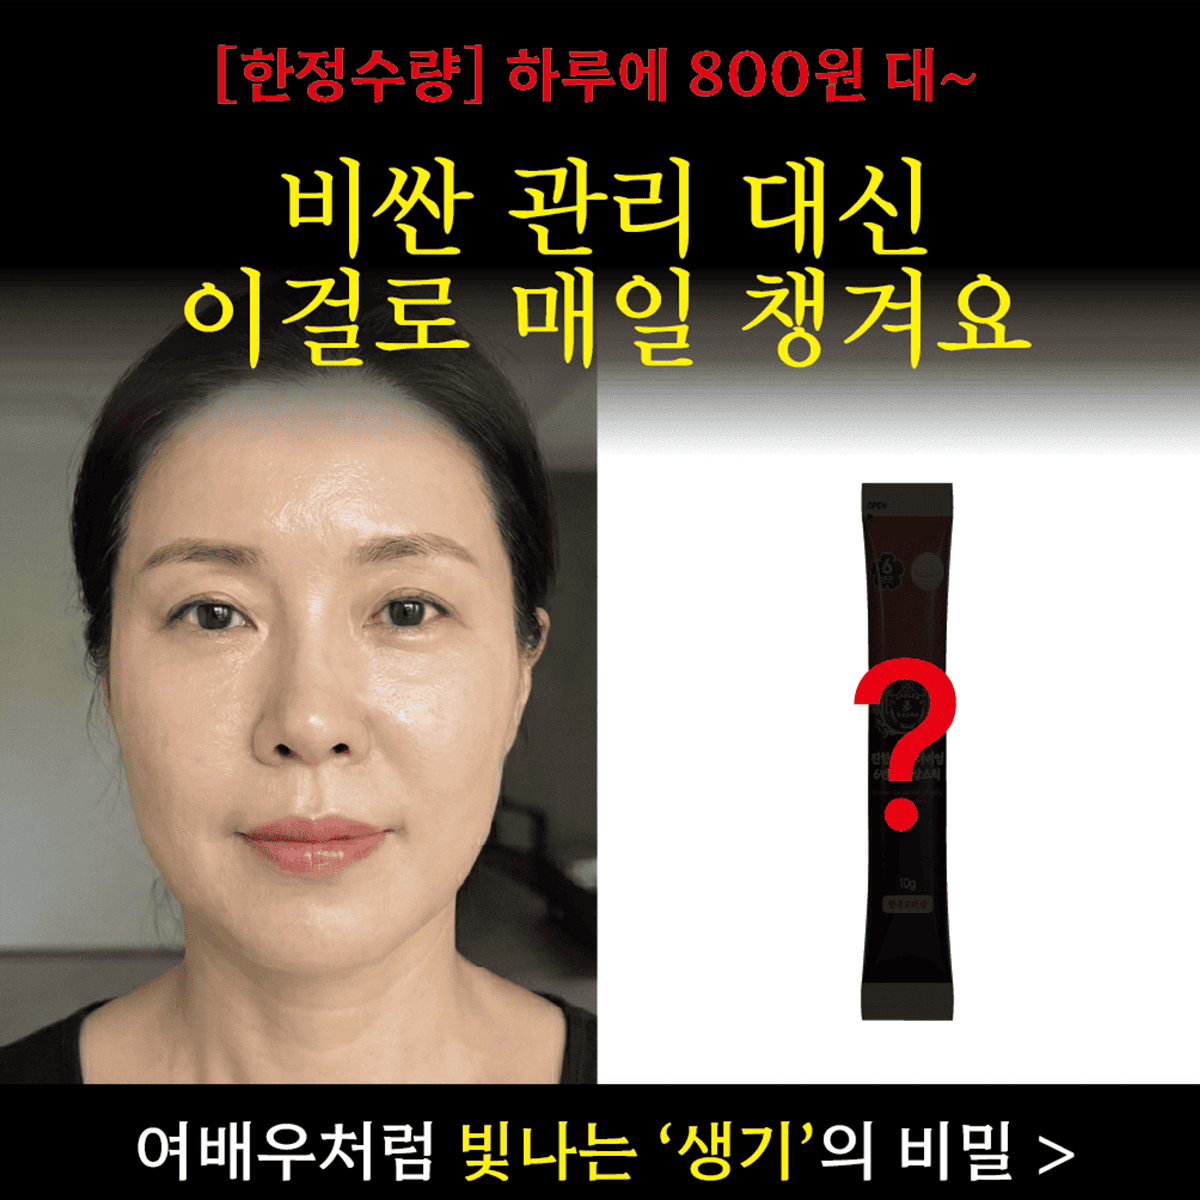 [한정수량] 하루에 800원 대~
비싼 관리 대신
이걸로 매일 챙겨요
OPEN
6
?
10g
여배우처럼 빛나는 ‘생기’의 비밀 >